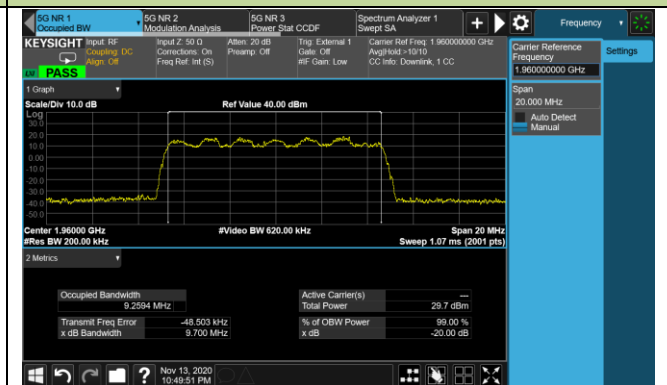 5G NR 1
Occupied BW
5G NR 2
Modulation Analysis
5G NR 3
Power Stat CCDF
Spectrum Analyzer 1
Swept SA
Frequency
KEYSIGHT
Input: RF
Coupling: DC
Align: Off
Input Z: 50 Ω
Corrections: On
Freq Ref: Int (S)
Atten: 20 dB
Preamp: Off
Trig: External 1
Gate: Off
#IF Gain: Low
Carrier Ref Freq: 1.960000000 GHz
Avg|Hold:>10/10
CC Info: Downlink, 1 CC
LXI
PASS
Carrier Reference
Frequency
1.960000000 GHz
Settings
Span
20.000 MHz
Auto Detect
Manual
1 Graph
Scale/Div 10.0 dB
Ref Value 40.00 dBm
Log
30.0
20.0
10.0
0.00
-10.0
-20.0
-30.0
-40.0
-50.0
Center 1.96000 GHz
#Video BW 620.00 kHz
Span 20 MHz
#Res BW 200.00 kHz
Sweep 1.07 ms (2001 pts)
2 Metrics
Occupied Bandwidth
9.2594 MHz
Active Carrier(s)
---
Total Power
29.7 dBm
Transmit Freq Error
-48.503 kHz
% of OBW Power
99.00 %
x dB Bandwidth
9.700 MHz
x dB
-20.00 dB
?
Nov 13, 2020
10:49:51 PM